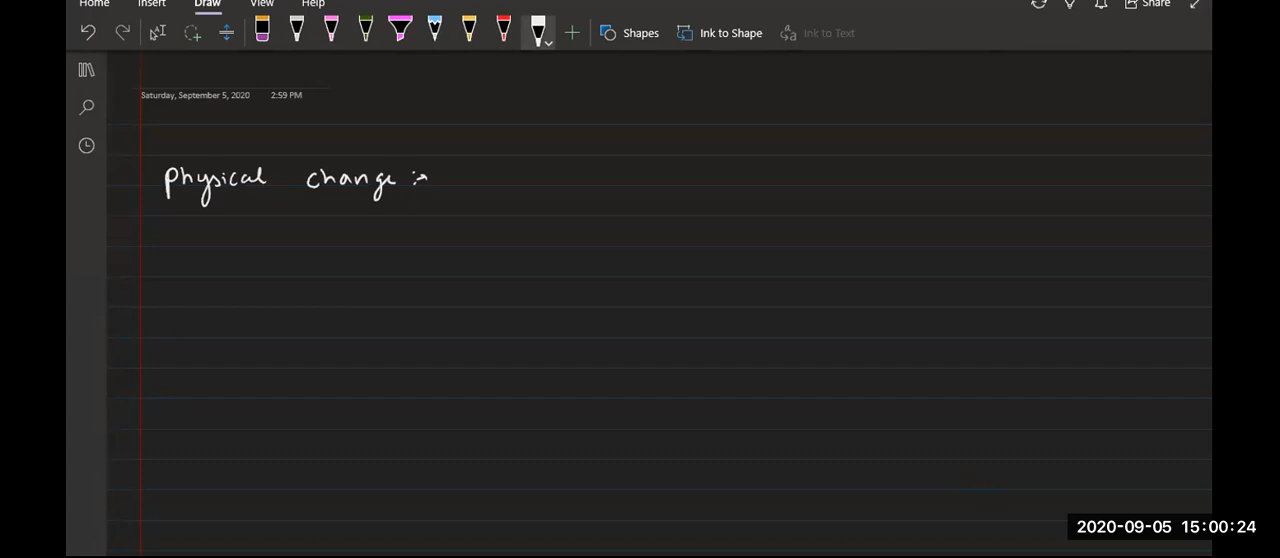 Home Insert Draw View Help Share
Shapes Ink to Shape Ink to Text
Saturday, September 5, 2020 2:59 PM
Physical change :-
2020-09-05 15:00:24